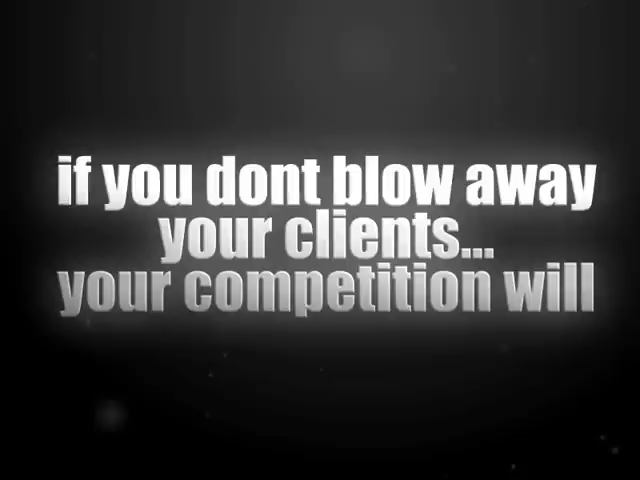 if you dont blow away
your clients...
your competition will